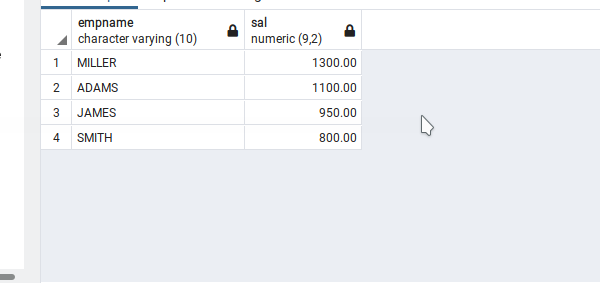 empname sal
character varying (10) numeric (9,2)
1 MILLER 1300.00
2 ADAMS 1100.00
3 JAMES 950.00
4 SMITH 800.00